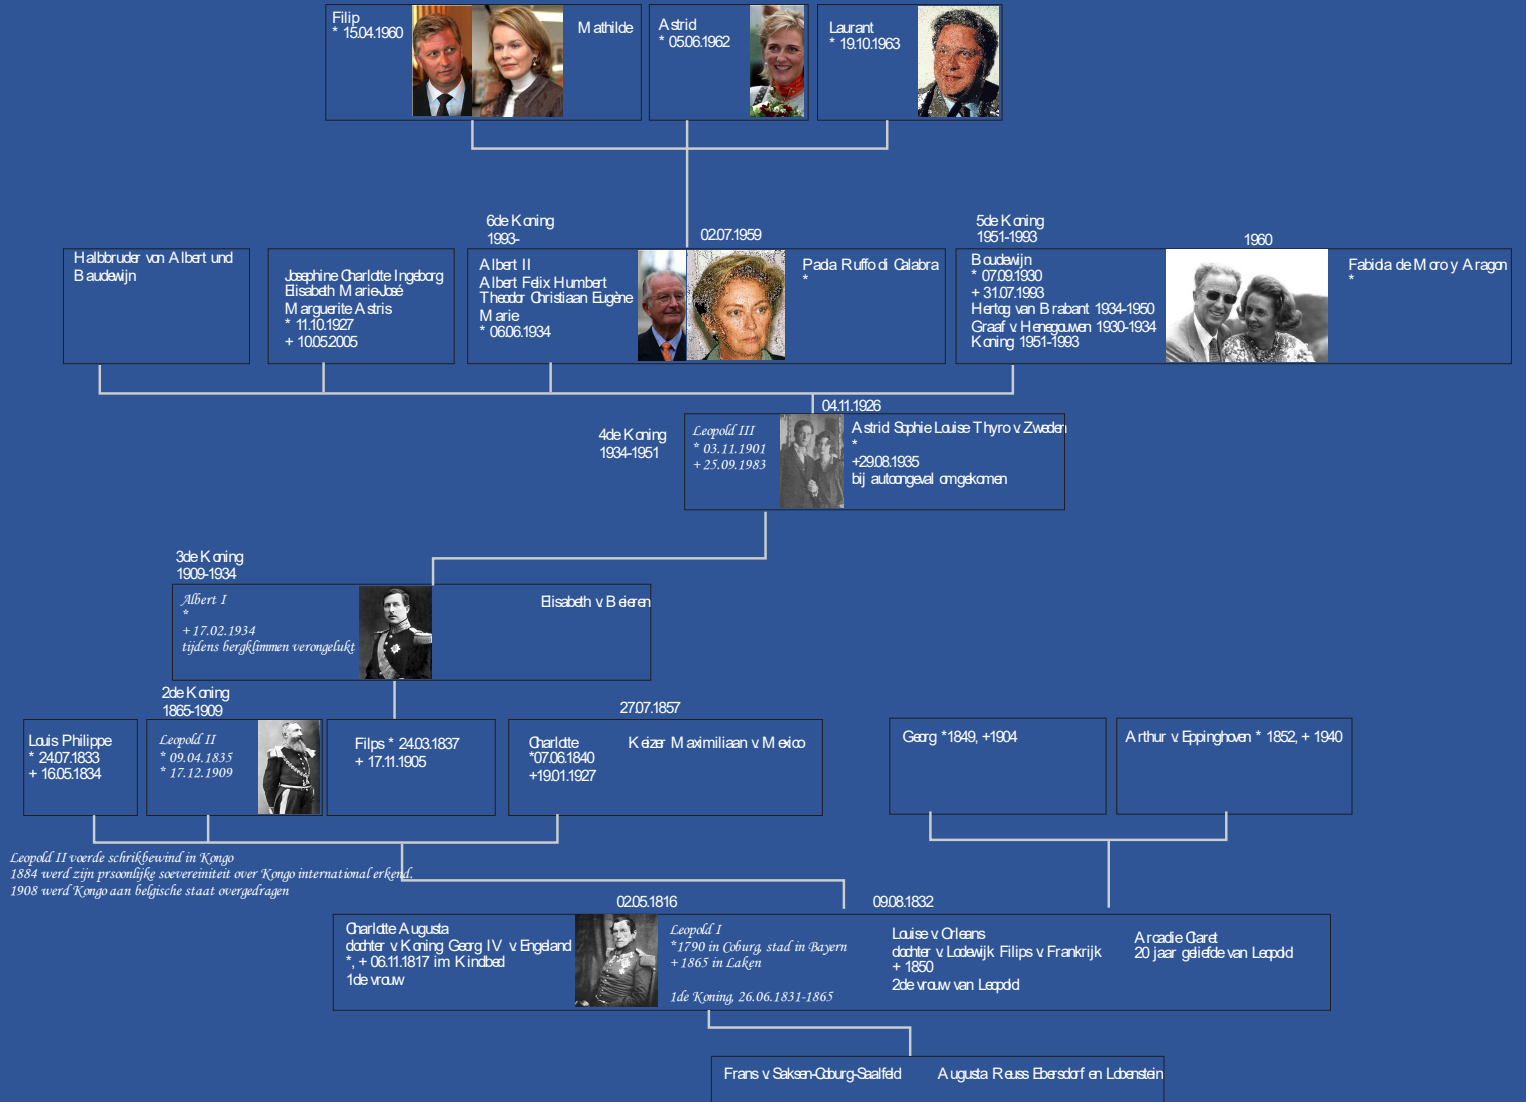 Filip
* 15.04.1960
Mathilde
Astrid
* 05.06.1962
Laurant
* 19.10.1963
6de Koning
1993-
02.07.1959
5de Koning
1951-1993
1960
Halbbruder von Albert und
Baudewijn
Josephine Charlotte Ingeborg
Elisabeth Marie-José
Marguerite Astris
* 11.10.1927
+ 10.05.2005
Albert II
Albert Felix Humbert
Theodor Christiaan Eugène
Marie
* 06.06.1934
Paola Ruffo di Calabra
*
Boudewijn
* 07.09.1930
+ 31.07.1993
Hertog van Brabant 1934-1950
Graaf v. Henegouwen 1930-1934
Koning 1951-1993
Fabiola de Moro y Aragon
*
04.11.1926
4de Koning
1934-1951
Leopold III
* 03.11.1901
+ 25.09.1983
Astrid Sophie Louise Thyro v. Zweden
*
+29.08.1935
bij autoongeval omgekomen
3de Koning
1909-1934
Albert I
*
+ 17.02.1934
tijdens bergklimmen verongelukt
Elisabeth v. Beieren
2de Koning
1865-1909
27.07.1857
Louis Philippe
* 24.07.1833
+ 16.05.1834
Leopold II
* 09.04.1835
* 17.12.1909
Filps * 24.03.1837
+ 17.11.1905
Charlotte
*07.06.1840
+19.01.1927
Keizer Maximiliaan v. Mexico
Georg *1849, +1904
Arthur v. Eppinghoven * 1852, + 1940
Leopold II voerde schrikbewind in Kongo
1884 werd zijn prsoonlijke soevereiniteit over Kongo international erkend.
1908 werd Kongo aan belgische staat overgedragen
02.05.1816
09.08.1832
Charlotte Augusta
dochter v. Koning Georg IV v. Engeland
*, + 06.11.1817 im Kindbed
1de vrouw
Leopold I
*1790 in Coburg, stad in Bayern
+ 1865 in Laken
1de Koning, 26.06.1831-1865
Louise v. Orleans
dochter v. Lodewijk Filips v. Frankrijk
+ 1850
2de vrouw van Leopold
Arcadie Claret
20 jaar geliefde van Leopold
Frans v. Saksen-Coburg-Saalfeld
Augusta Reuss Ebersdorf en Lobenstein